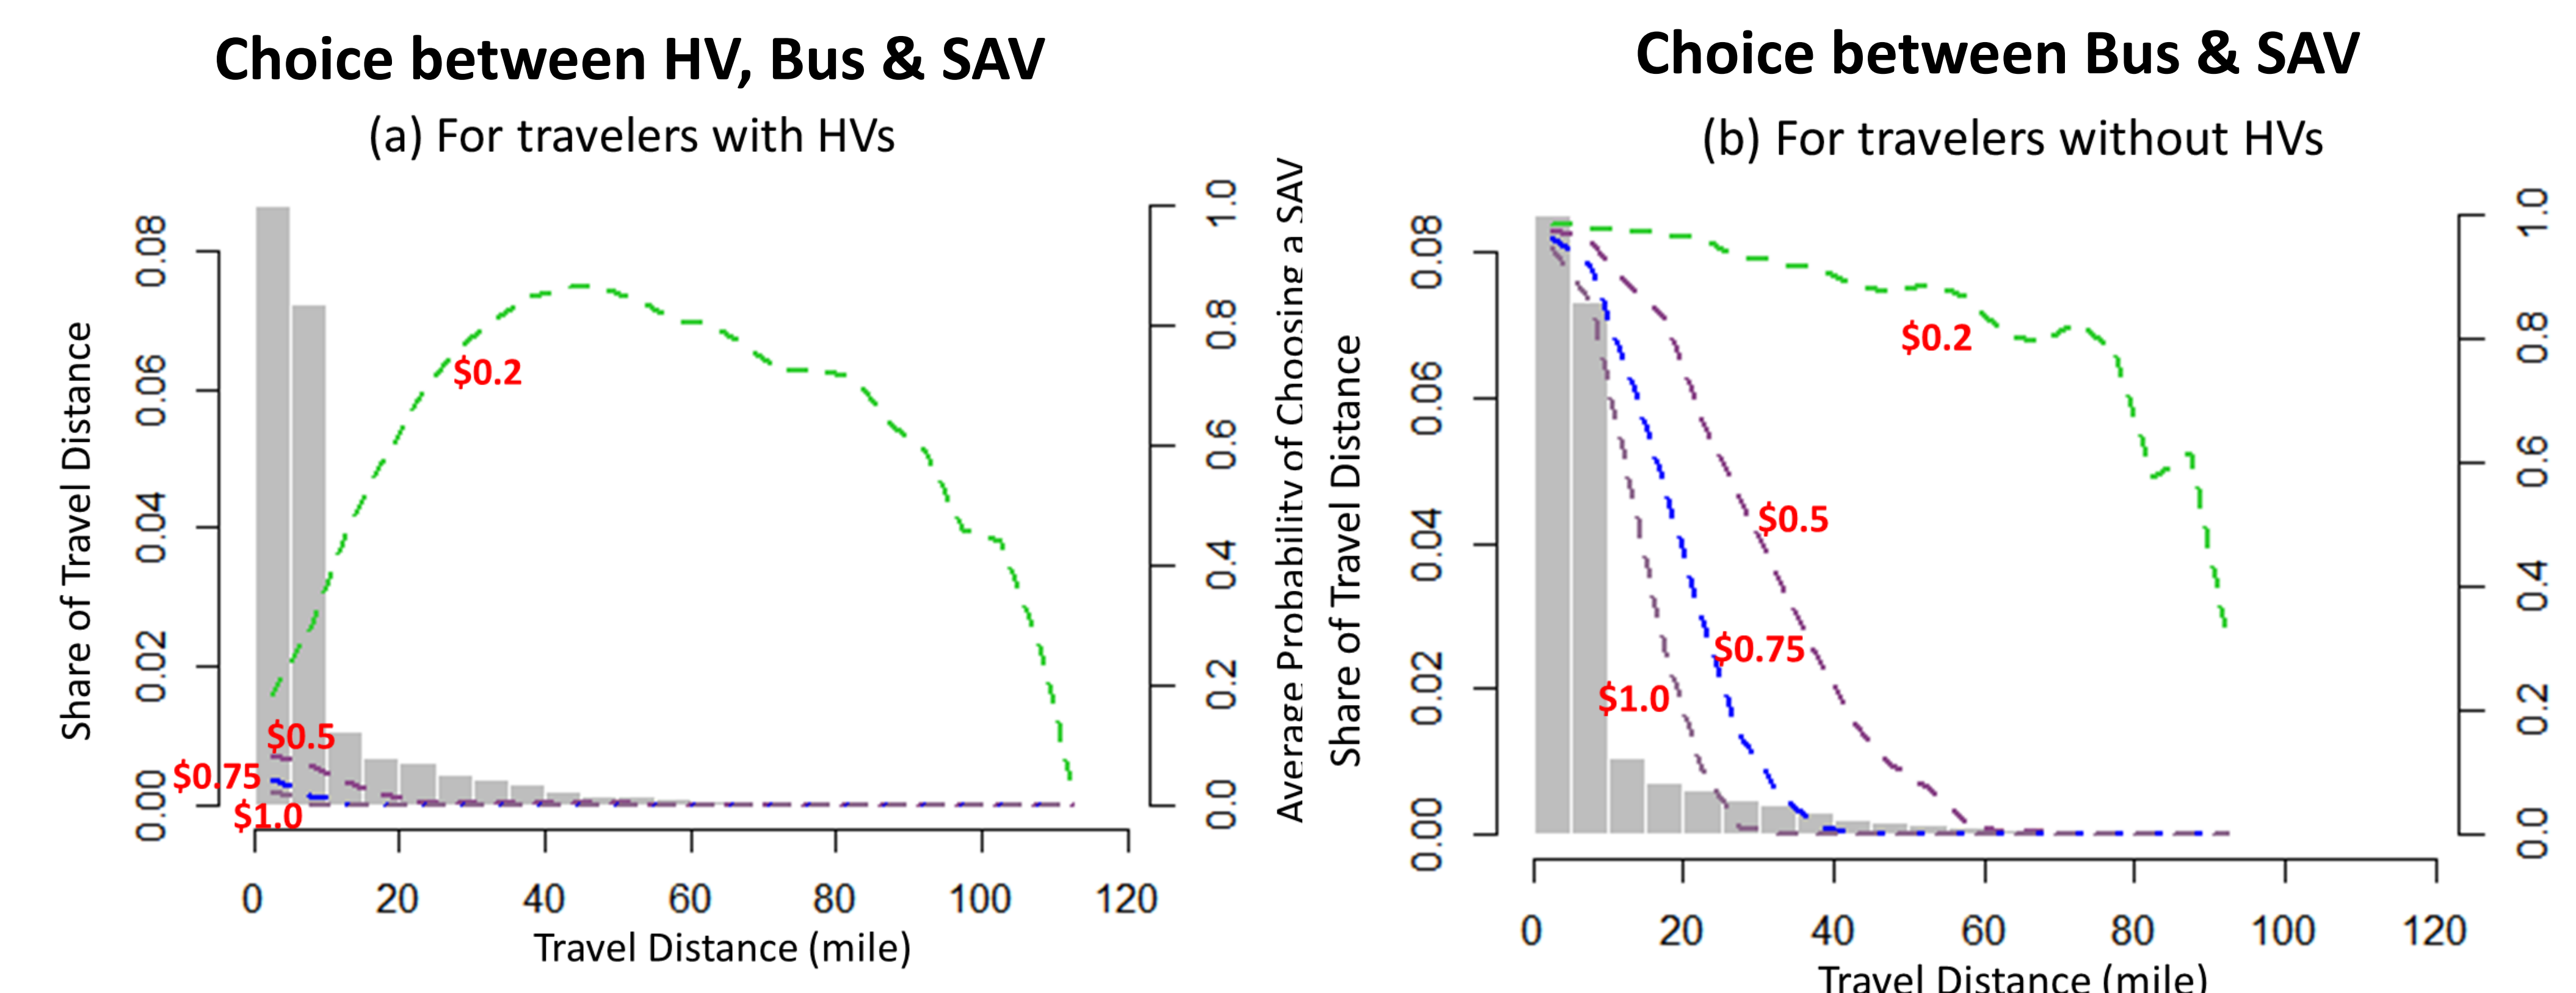 Choice between HV, Bus & SAV
(a) For travelers with HVs
Share of Travel Distance
0.00 0.02 0.04 0.06 0.08
$0.2
$0.5
$0.75
$1.0
0.0 0.2 0.4 0.6 0.8 1.0
Average Probability of Choosing a SAV
0 20 40 60 80 100 120
Travel Distance (mile)
Choice between Bus & SAV
(b) For travelers without HVs
Share of Travel Distance
0.00 0.02 0.04 0.06 0.08
$0.2
$0.5
$0.75
$1.0
0.0 0.2 0.4 0.6 0.8 1.0
0 20 40 60 80 100 120
Travel Distance (mile)